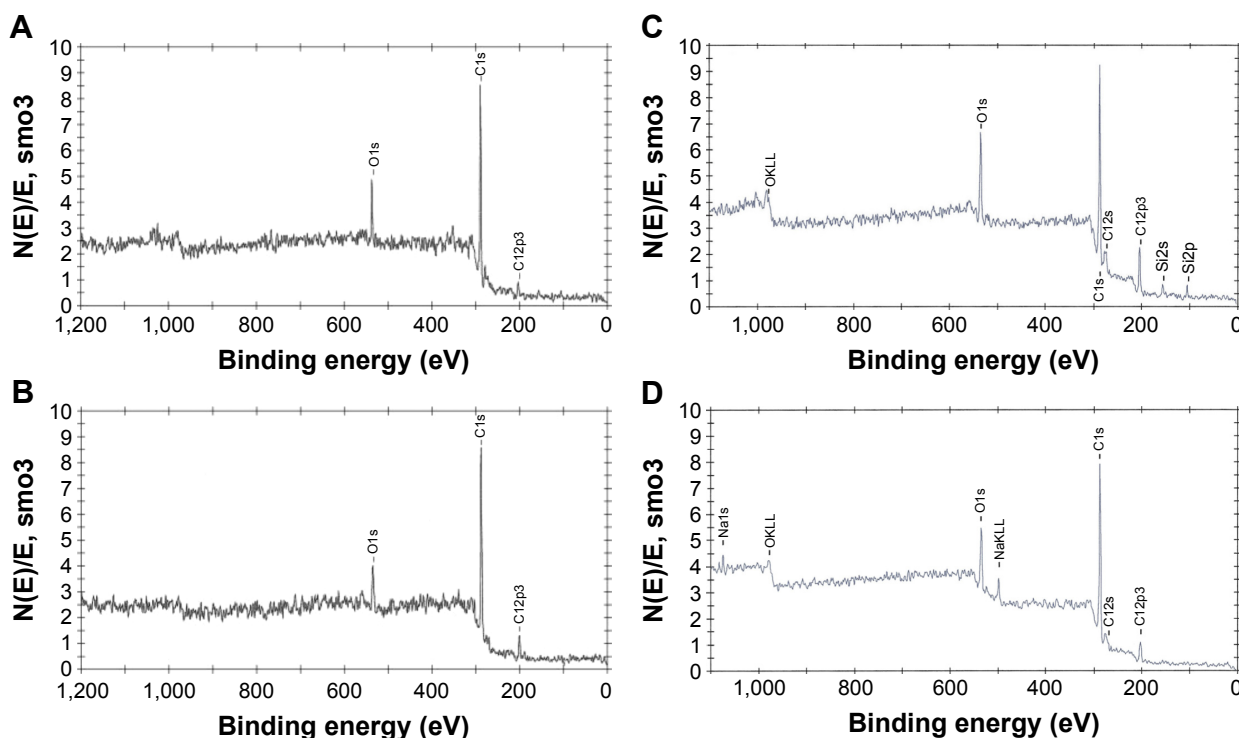 A
N(E)/E, smo3
10
9
8
7
6
5
4
3
2
1
0
C1s
O1s
C12p3
1,200 1,000 800 600 400 200 0
Binding energy (eV)
B
N(E)/E, smo3
10
9
8
7
6
5
4
3
2
1
0
C1s
O1s
C12p3
1,200 1,000 800 600 400 200 0
Binding energy (eV)
C
N(E)/E, smo3
10
9
8
7
6
5
4
3
2
1
0
OKLL
O1s
C1s
C12s
C12p3
Si2s
Si2p
1,000 800 600 400 200 0
Binding energy (eV)
D
N(E)/E, smo3
10
9
8
7
6
5
4
3
2
1
0
Na1s
OKLL
O1s
NaKLL
C1s
C12s
C12p3
1,000 800 600 400 200 0
Binding energy (eV)